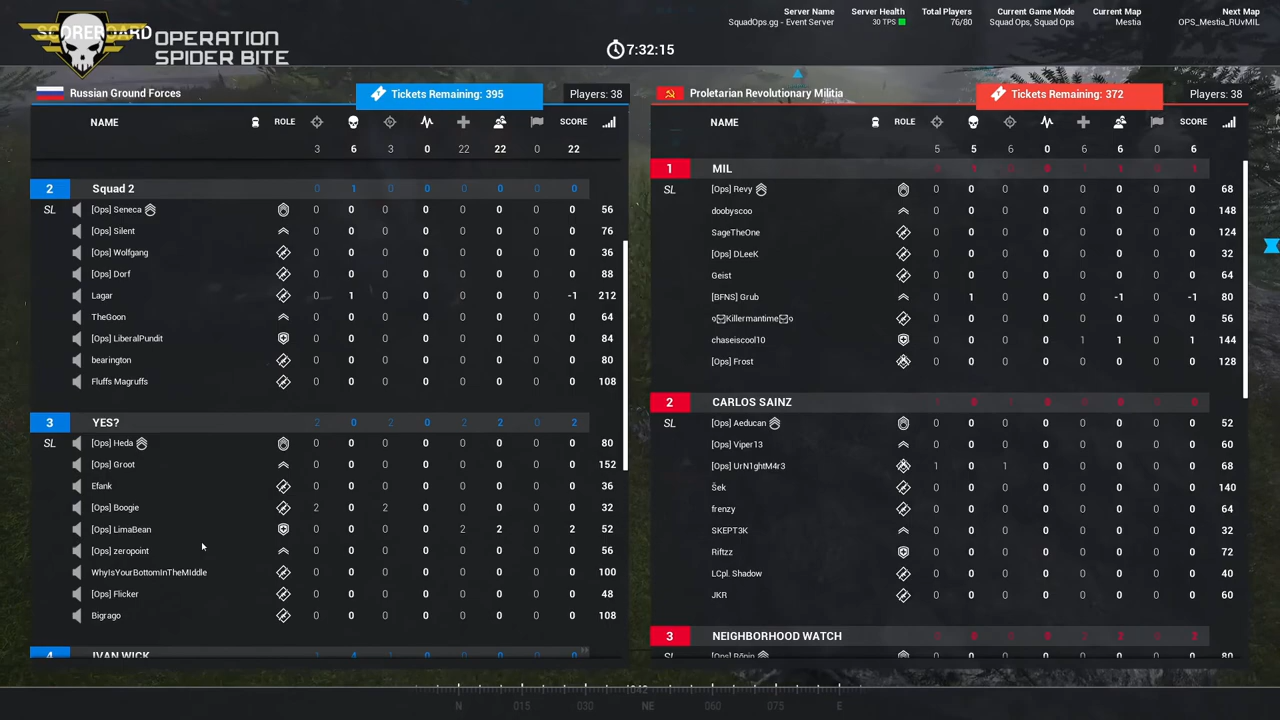 SCOREBOARD
OPERATION
SPIDER BITE
7:32:15
Server Name
SquadOps.gg - Event Server
Server Health
30 TPS
Total Players
76/80
Current Game Mode
Squad Ops, Squad Ops
Current Map
Mestia
Next Map
OPS_Mestia_RUvMIL
Russian Ground Forces
Tickets Remaining: 395
Players: 38
NAME ROLE SCORE
3 6 3 0 22 22 0 22
2 Squad 2 0 1 0 0 0 0 0 0
SL [Ops] Seneca 0 0 0 0 0 0 0 0 56
[Ops] Silent 0 0 0 0 0 0 0 0 76
[Ops] Wolfgang 0 0 0 0 0 0 0 0 36
[Ops] Dorf 0 0 0 0 0 0 0 0 88
Lagar 0 1 0 0 0 0 0 -1 212
TheGoon 0 0 0 0 0 0 0 0 64
[Ops] LiberalPundit 0 0 0 0 0 0 0 0 84
bearington 0 0 0 0 0 0 0 0 80
Fluffs Magruffs 0 0 0 0 0 0 0 0 108
3 YES? 2 0 2 0 2 2 0 2
SL [Ops] Heda 0 0 0 0 0 0 0 0 80
[Ops] Groot 0 0 0 0 0 0 0 0 152
Efank 0 0 0 0 0 0 0 0 36
[Ops] Boogie 2 0 2 0 0 0 0 0 32
[Ops] LimaBean 0 0 0 0 2 2 0 2 52
[Ops] zeropoint 0 0 0 0 0 0 0 0 56
WhyIsYourBottomInTheMIddle 0 0 0 0 0 0 0 0 100
[Ops] Flicker 0 0 0 0 0 0 0 0 48
Bigrago 0 0 0 0 0 0 0 0 108
4 IVAN WICK 1 4 1 0 0 0 0 0
Proletarian Revolutionary Militia
Tickets Remaining: 372
Players: 38
NAME ROLE SCORE
5 5 6 0 6 6 0 6
1 MIL
SL [Ops] Revy 0 0 0 0 0 0 0 0 68
doobyscoo 0 0 0 0 0 0 0 0 148
SageTheOne 0 0 0 0 0 0 0 0 124
[Ops] DLeeK 0 0 0 0 0 0 0 0 32
Geist 0 0 0 0 0 0 0 0 64
[BFNS] Grub 0 1 0 0 0 -1 0 -1 80
Killermantime 0 0 0 0 0 0 0 0 56
chaseiscool10 0 0 0 0 1 1 0 1 144
[Ops] Frost 0 0 0 0 0 0 0 0 128
2 CARLOS SAINZ
SL [Ops] Aeducan 0 0 0 0 0 0 0 0 52
[Ops] Viper13 0 0 0 0 0 0 0 0 60
[Ops] UrN1ghtM4r3 1 0 1 0 0 0 0 0 68
Šek 0 0 0 0 0 0 0 0 140
frenzy 0 0 0 0 0 0 0 0 64
SKEPT3K 0 0 0 0 0 0 0 0 32
Riftzz 0 0 0 0 0 0 0 0 72
LCpl. Shadow 0 0 0 0 0 0 0 0 40
JKR 0 0 0 0 0 0 0 0 60
3 NEIGHBORHOOD WATCH
SL [Ops] Rōnin 80
042
N 015 030 NE 060 075 E